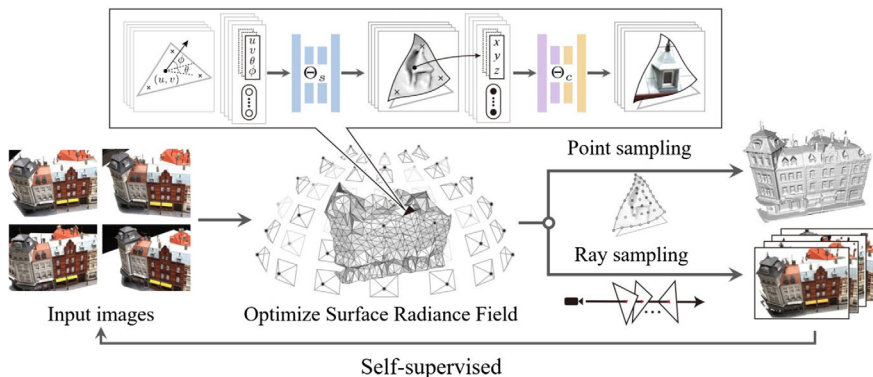 (u, v)
θ
ϕ
u
v
θ
ϕ
Θs
x
y
z
Θc
Point sampling
Ray sampling
Input images
Optimize Surface Radiance Field
Self-supervised